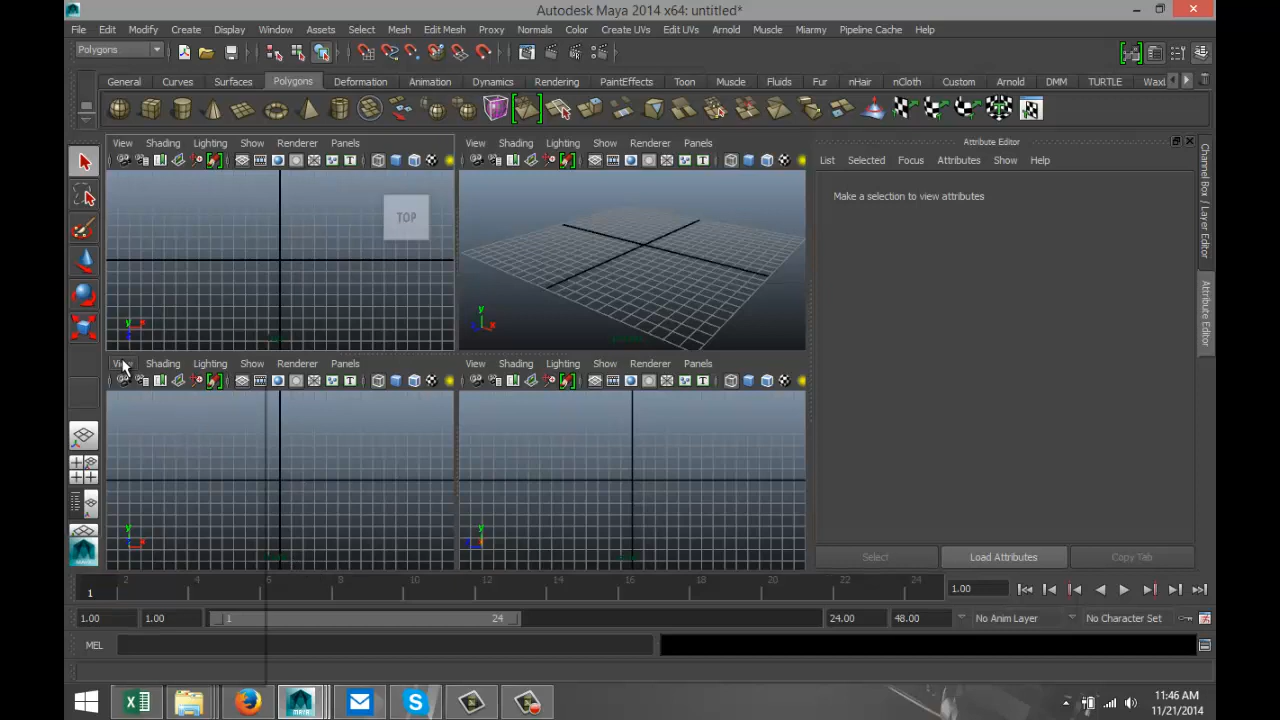 Autodesk Maya 2014 x64: untitled*
File Edit Modify Create Display Window Assets Select Mesh Edit Mesh Proxy Normals Color Create UVs Edit UVs Arnold Muscle Miarmy Pipeline Cache Help
Polygons
General Curves Surfaces Polygons Deformation Animation Dynamics Rendering PaintEffects Toon Muscle Fluids Fur nHair nCloth Custom Arnold DMM TURTLE Waxl
View Shading Lighting Show Renderer Panels
View Shading Lighting Show Renderer Panels
Attribute Editor
List Selected Focus Attributes Show Help
Make a selection to view attributes
TOP
y x
y x
Channel Box / Layer Editor
Attribute Editor
View Shading Lighting Show Renderer Panels
View Shading Lighting Show Renderer Panels
y x
y
Select Load Attributes Copy Tab
2 4 6 8 10 12 14 16 18 20 22 24
1
1.00
1.00 1.00 1 24 24.00 48.00 No Anim Layer No Character Set
MEL
MAYA
11:46 AM
11/21/2014